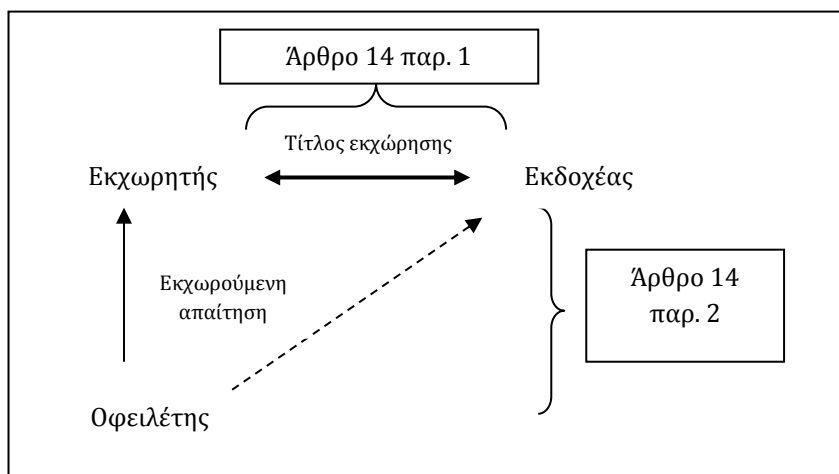 Άρθρο 14 παρ. 1
Τίτλος εκχώρησης
Εκχωρητής
Εκδοχέας
Εκχωρούμενη
απαίτηση
Άρθρο 14
παρ. 2
Οφειλέτης